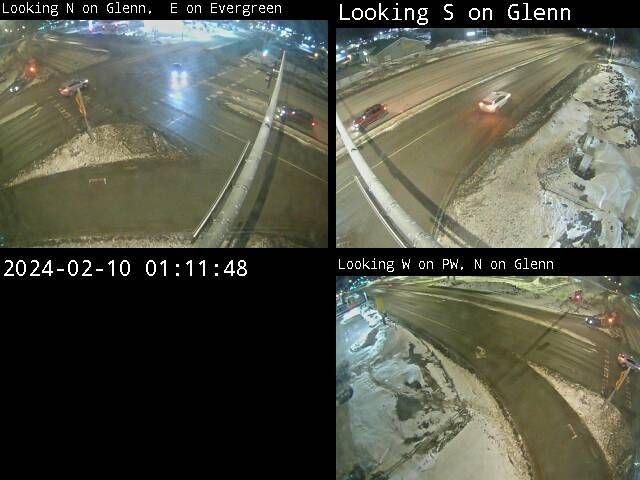 Looking N on Glenn,  E on Evergreen
Looking S on Glenn
2024-02-10 01:11:48
Looking W on PW, N on Glenn